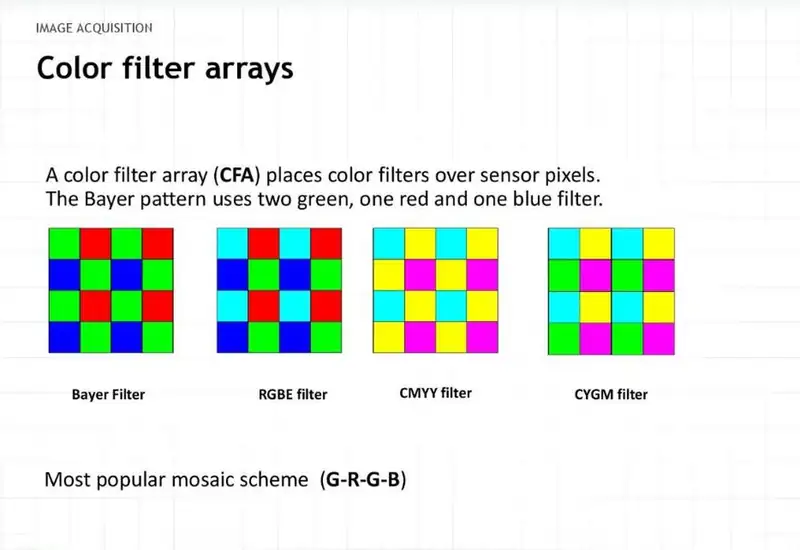 IMAGE ACQUISITION
Color filter arrays
A color filter array (CFA) places color filters over sensor pixels.
The Bayer pattern uses two green, one red and one blue filter.
Bayer Filter
RGBE filter
CMYY filter
CYGM filter
Most popular mosaic scheme (G-R-G-B)